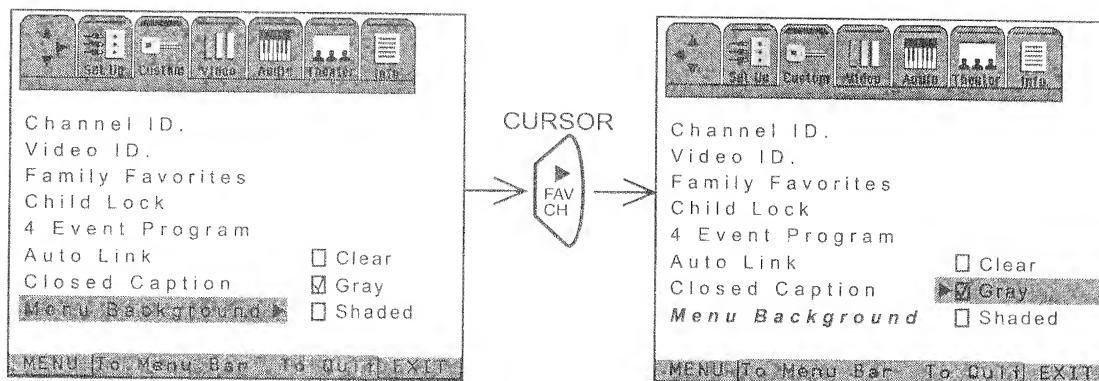 Set Up Custom Video Audio Theater Info
Channel ID.
Video ID.
Family Favorites
Child Lock
4 Event Program
Auto Link
Closed Caption
Menu Background
Clear
Gray
Shaded
MENU To Menu Bar To Quit EXIT
CURSOR
FAV
CH
Set Up Custom Video Audio Theater Info
Channel ID.
Video ID.
Family Favorites
Child Lock
4 Event Program
Auto Link
Closed Caption
Menu Background
Clear
Gray
Shaded
MENU To Menu Bar To Quit EXIT